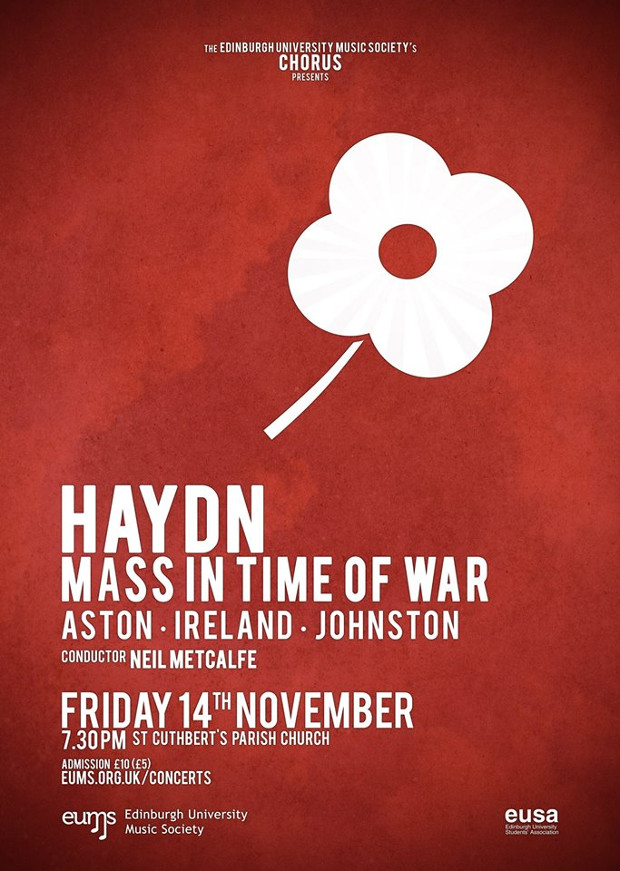 THE EDINBURGH UNIVERSITY MUSIC SOCIETY's
CHORUS
PRESENTS
HAYDN
MASS IN TIME OF WAR
ASTON · IRELAND · JOHNSTON
CONDUCTOR NEIL METCALFE
FRIDAY 14TH NOVEMBER
7.30PM ST CUTHBERT'S PARISH CHURCH
ADMISSION £10 (£5)
EUMS.ORG.UK/CONCERTS
eums Edinburgh University
Music Society
eusa
Edinburgh University
Students' Association